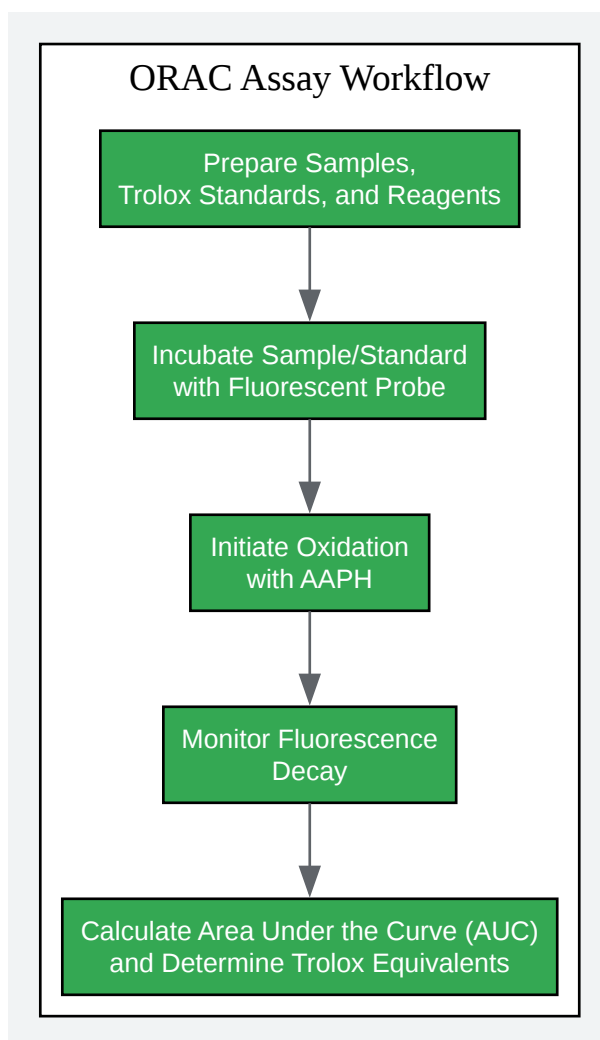 ORAC Assay Workflow
Prepare Samples,
Trolox Standards, and Reagents
Incubate Sample/Standard
with Fluorescent Probe
Initiate Oxidation
with AAPH
Monitor Fluorescence
Decay
Calculate Area Under the Curve (AUC)
and Determine Trolox Equivalents